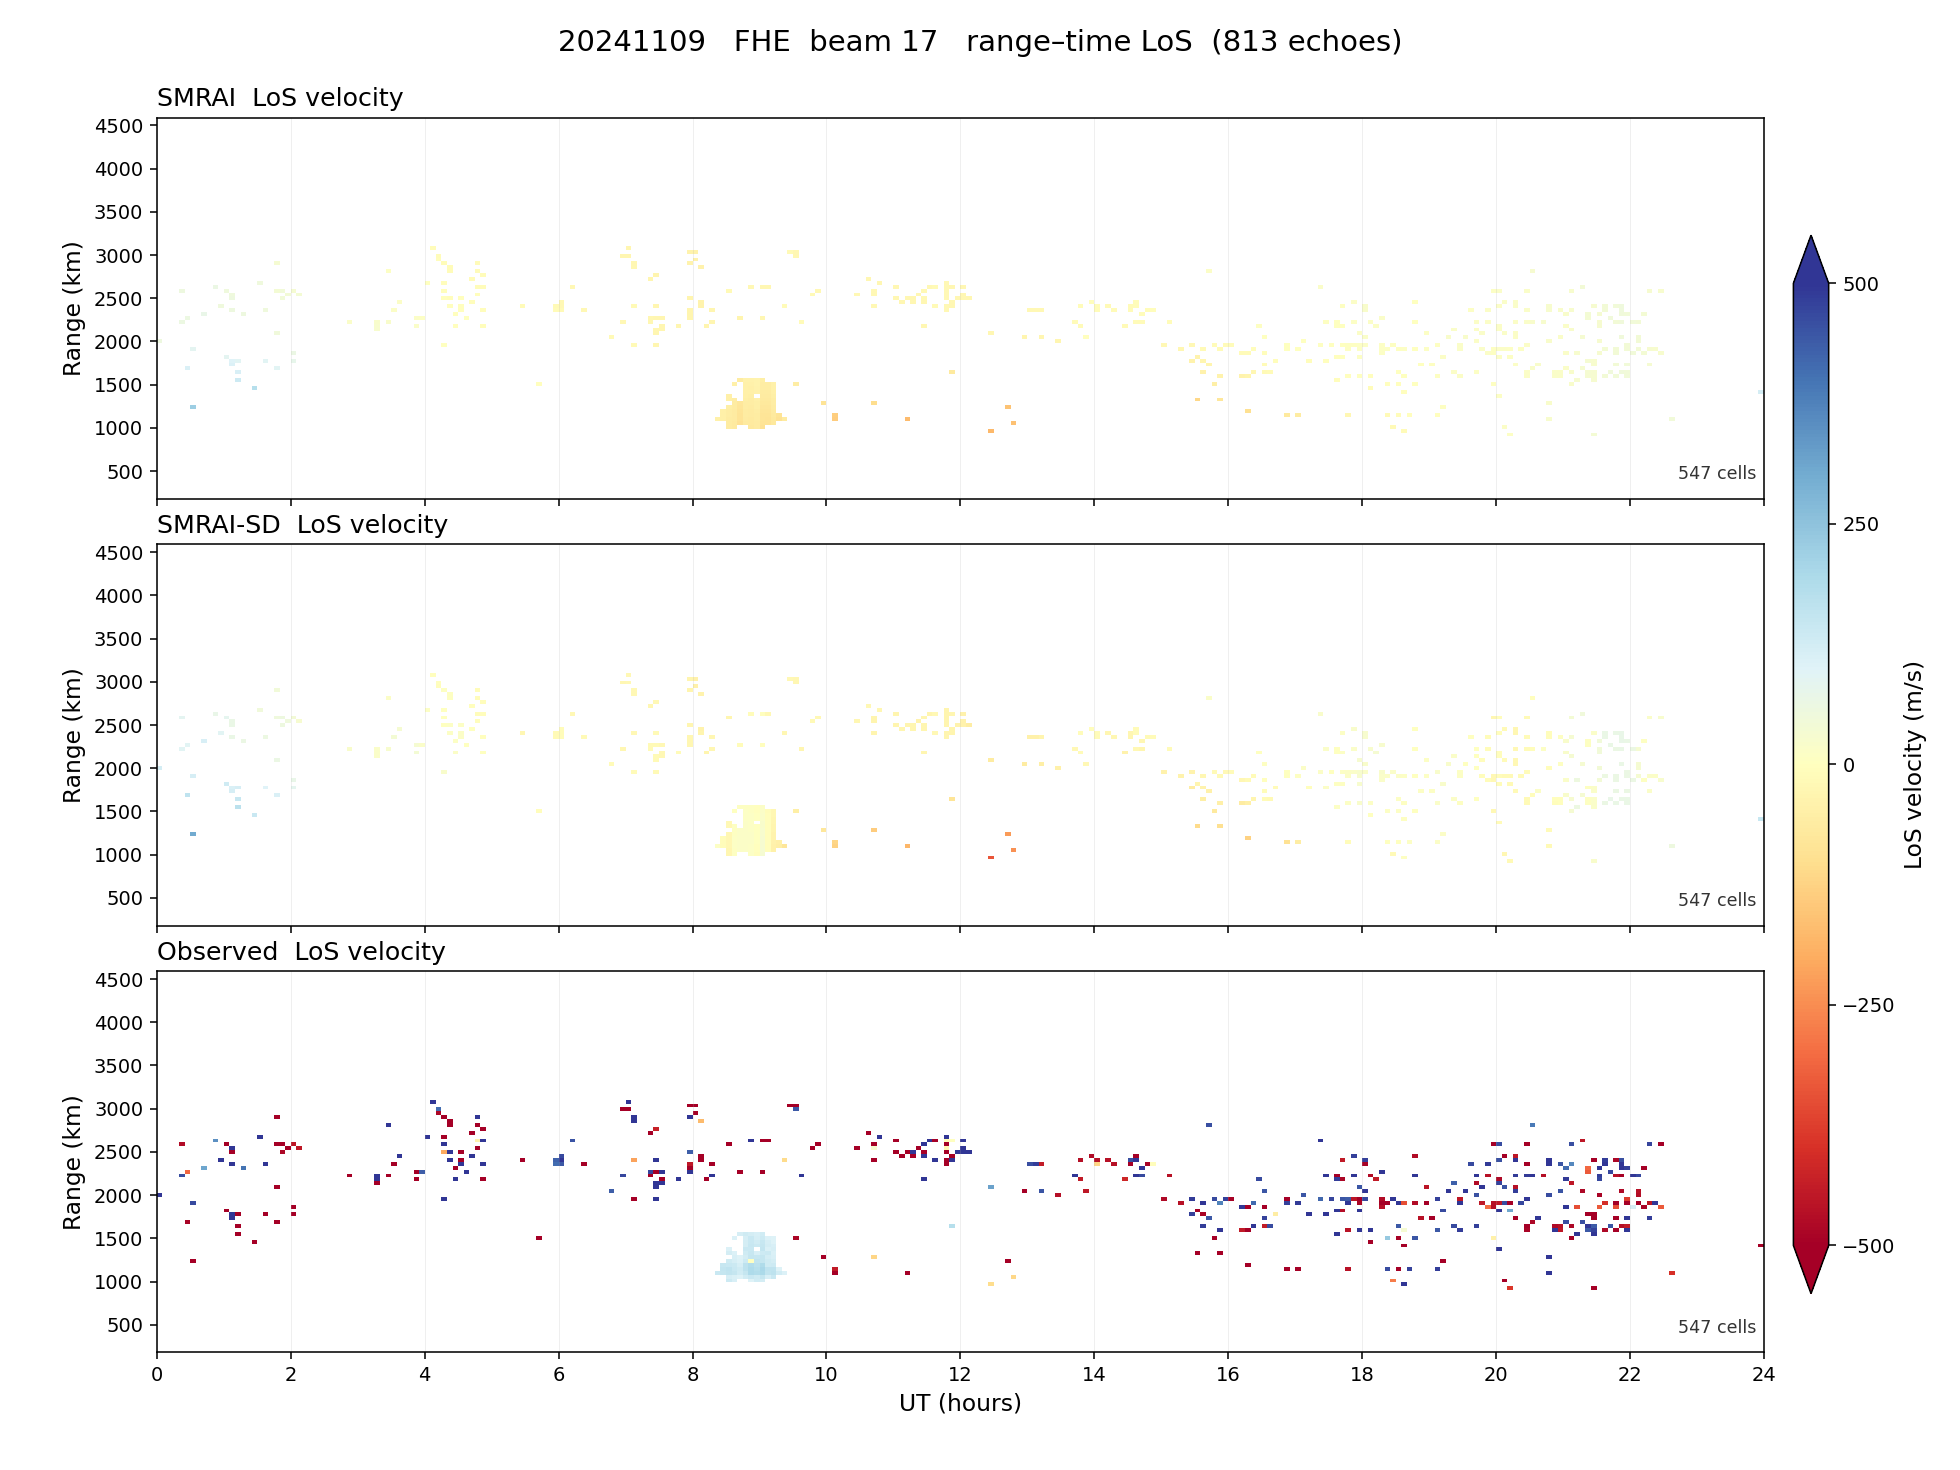 20241109   FHE  beam 17   range–time LoS  (813 echoes)
SMRAI  LoS velocity
4500
4000
3500
3000
2500
2000
1500
1000
500
Range (km)
547 cells
SMRAI-SD  LoS velocity
4500
4000
3500
3000
2500
2000
1500
1000
500
Range (km)
547 cells
Observed  LoS velocity
4500
4000
3500
3000
2500
2000
1500
1000
500
Range (km)
547 cells
0 2 4 6 8 10 12 14 16 18 20 22 24
UT (hours)
500
250
0
−250
−500
LoS velocity (m/s)